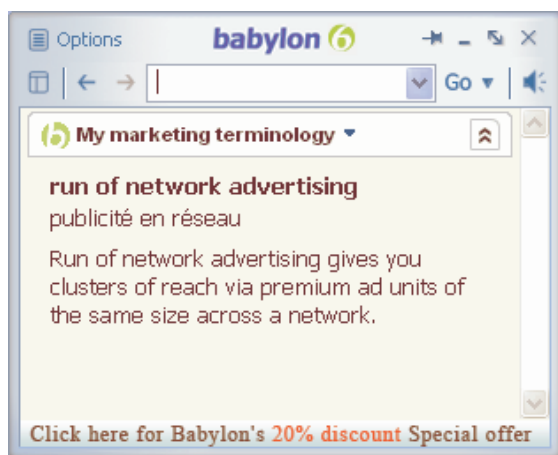 Options babylon 6
Go
My marketing terminology
run of network advertising
publicité en réseau
Run of network advertising gives you
clusters of reach via premium ad units of
the same size across a network.
Click here for Babylon's 20% discount Special offer